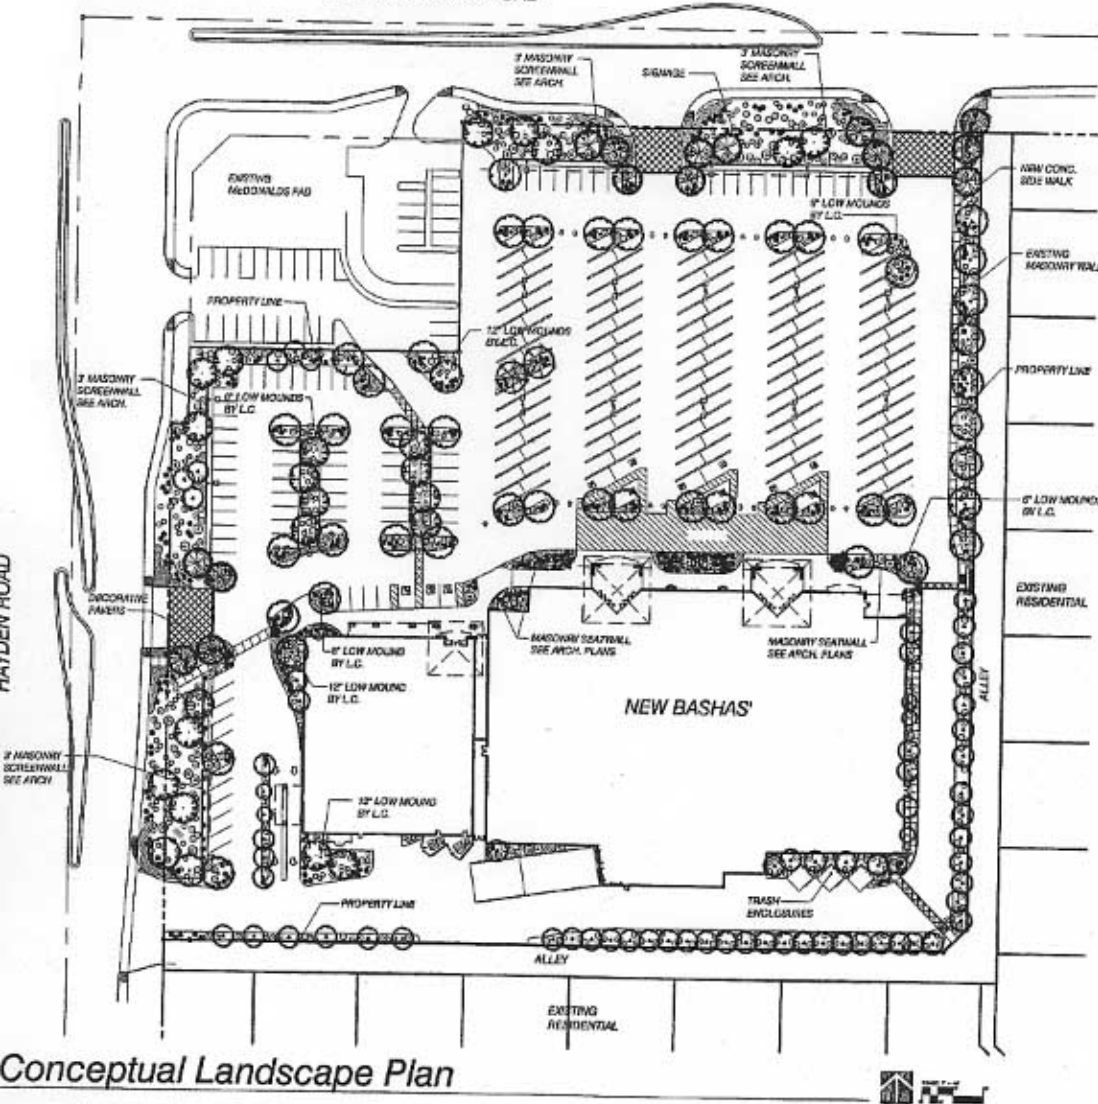 3' MASONRY
SCREENWALL
SEE ARCH.
SIGNAGE
3' MASONRY
SCREENWALL
SEE ARCH.
EXISTING
McDONALDS PAD
NEW CONC.
SIDE WALK
6" LOW MOUNDS
BY L.C.
EXISTING
MASONRY WALL
PROPERTY LINE
12" LOW MOUNDS
BY L.C.
PROPERTY LINE
3' MASONRY
SCREENWALL
SEE ARCH.
6" LOW MOUNDS
BY L.C.
6" LOW MOUNDS
BY L.C.
HAYDEN ROAD
DECORATIVE
PAVERS
EXISTING
RESIDENTIAL
MASONRY SEATWALL
SEE ARCH. PLANS
MASONRY SEATWALL
SEE ARCH. PLANS
6" LOW MOUND
BY L.C.
12" LOW MOUND
BY L.C.
ALLEY
NEW BASHAS'
3' MASONRY
SCREENWALL
SEE ARCH.
12" LOW MOUND
BY L.C.
PROPERTY LINE
TRASH
ENCLOSURES
ALLEY
EXISTING
RESIDENTIAL
Conceptual Landscape Plan